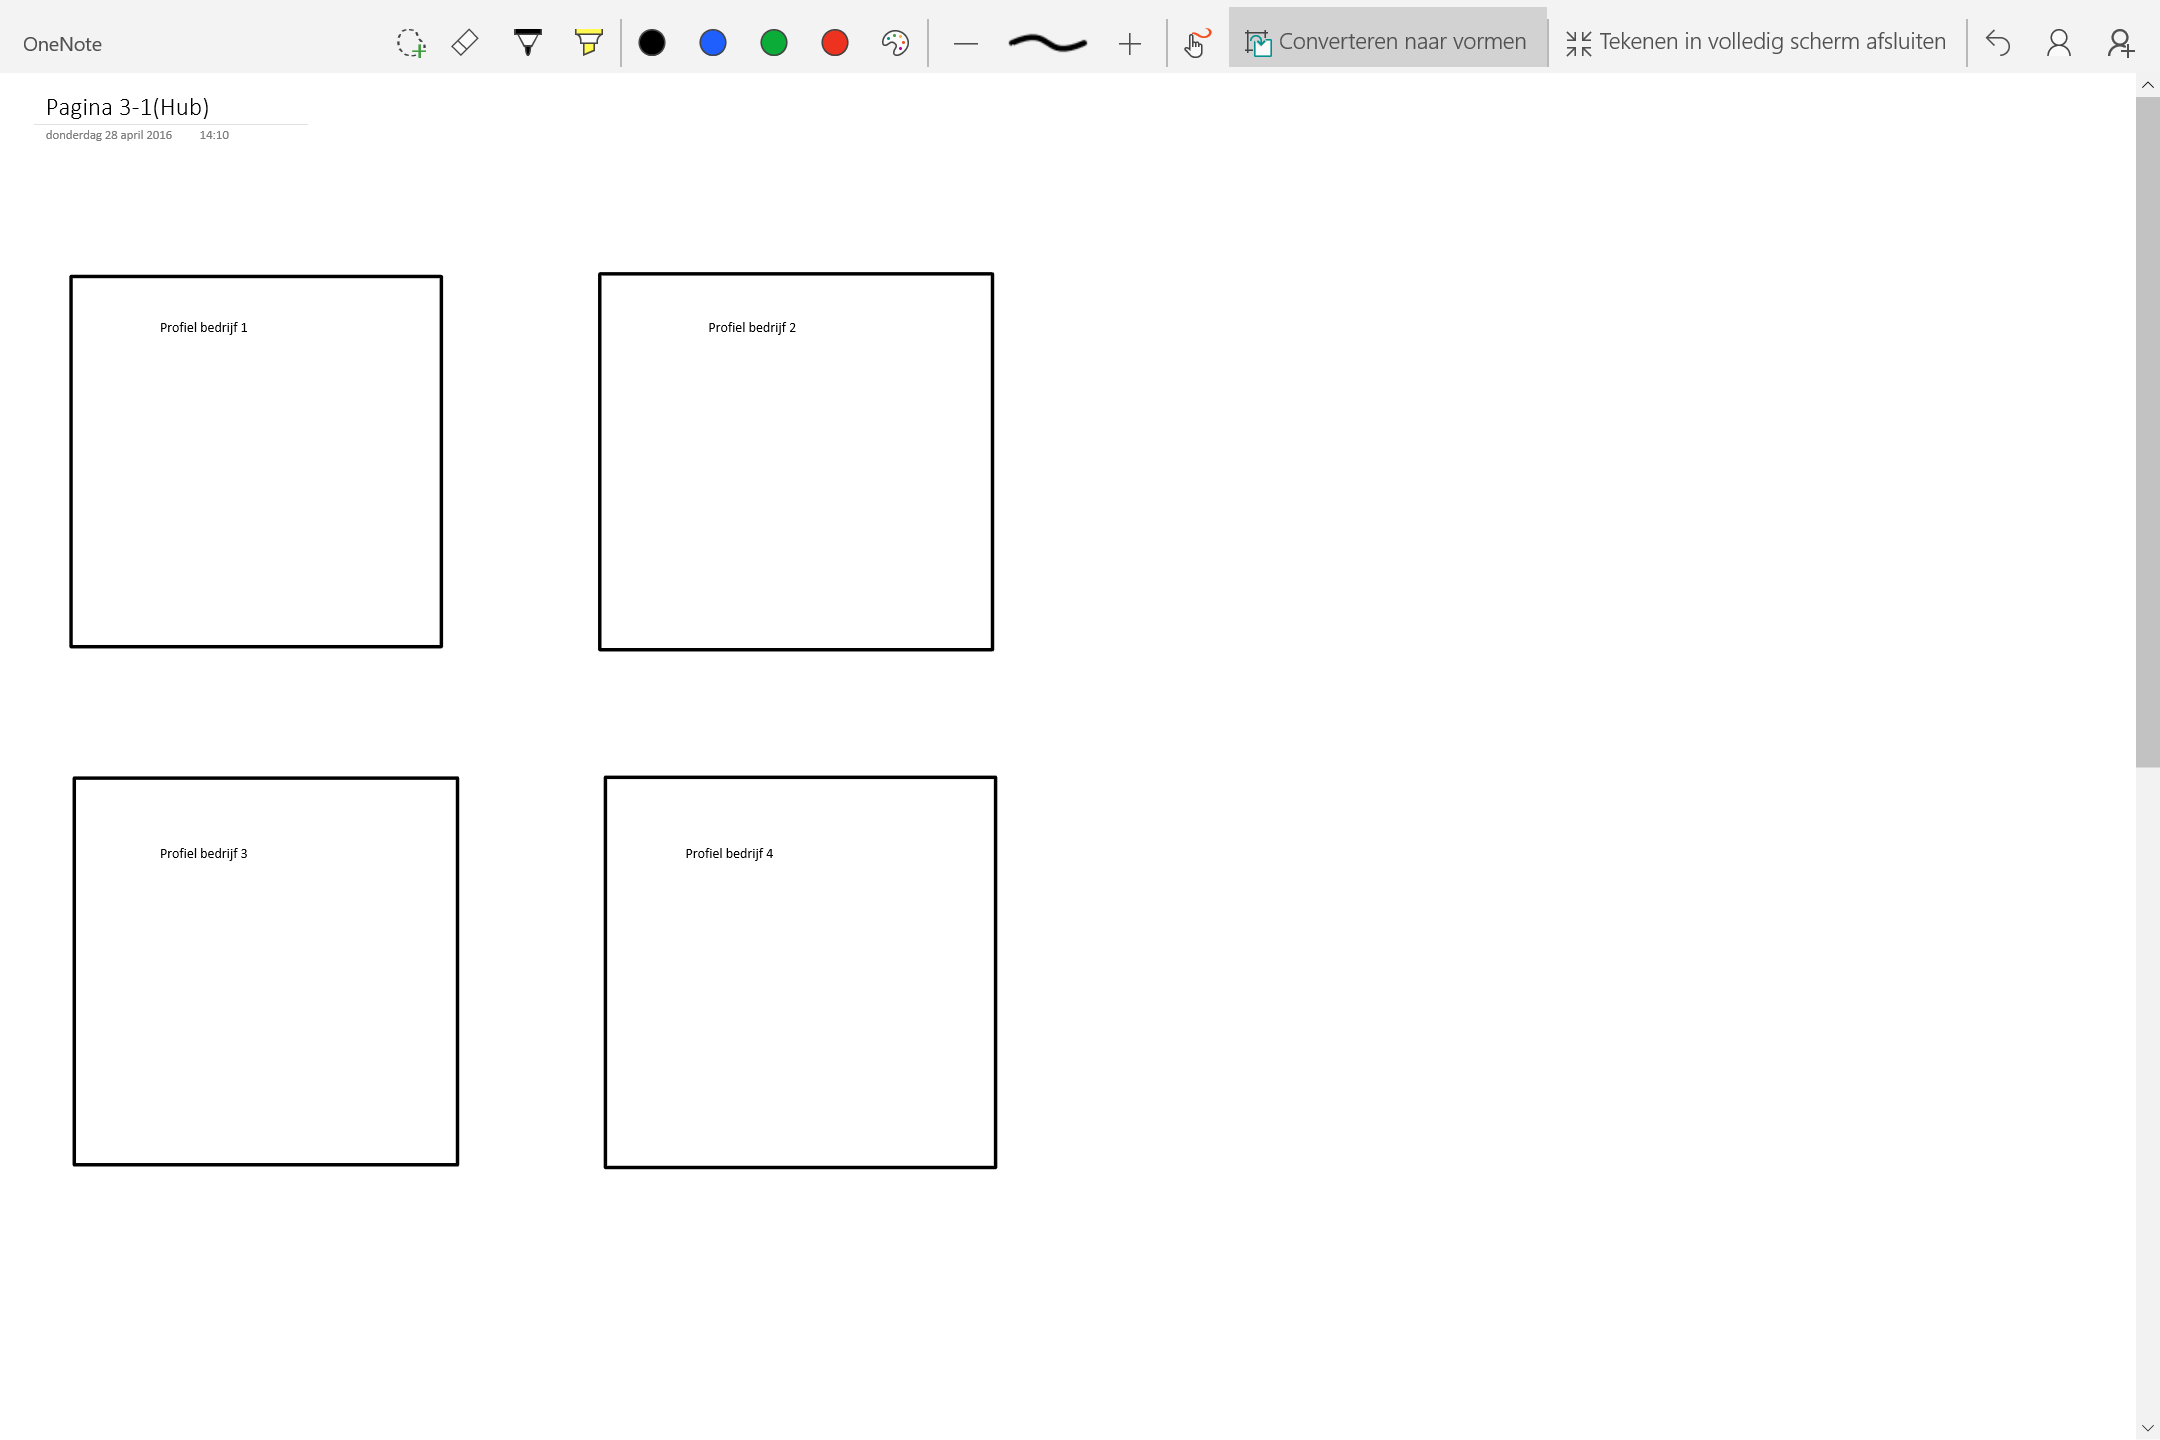 OneNote
Converteren naar vormen
Tekenen in volledig scherm afsluiten
Pagina 3-1(Hub)
donderdag 28 april 2016 14:10
Profiel bedrijf 1
Profiel bedrijf 2
Profiel bedrijf 3
Profiel bedrijf 4